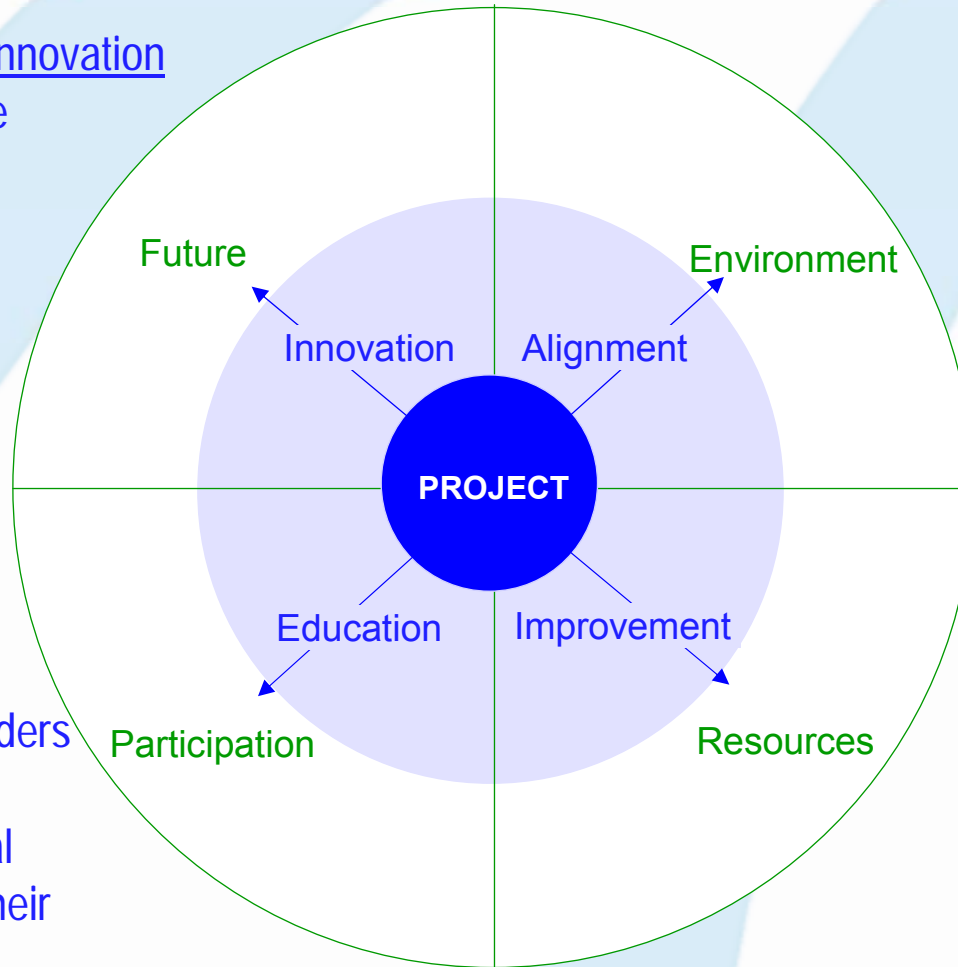 nnovation
e
Future
Environment
Innovation
Alignment
PROJECT
Education
Improvement
ders
Participation
Resources
al
heir